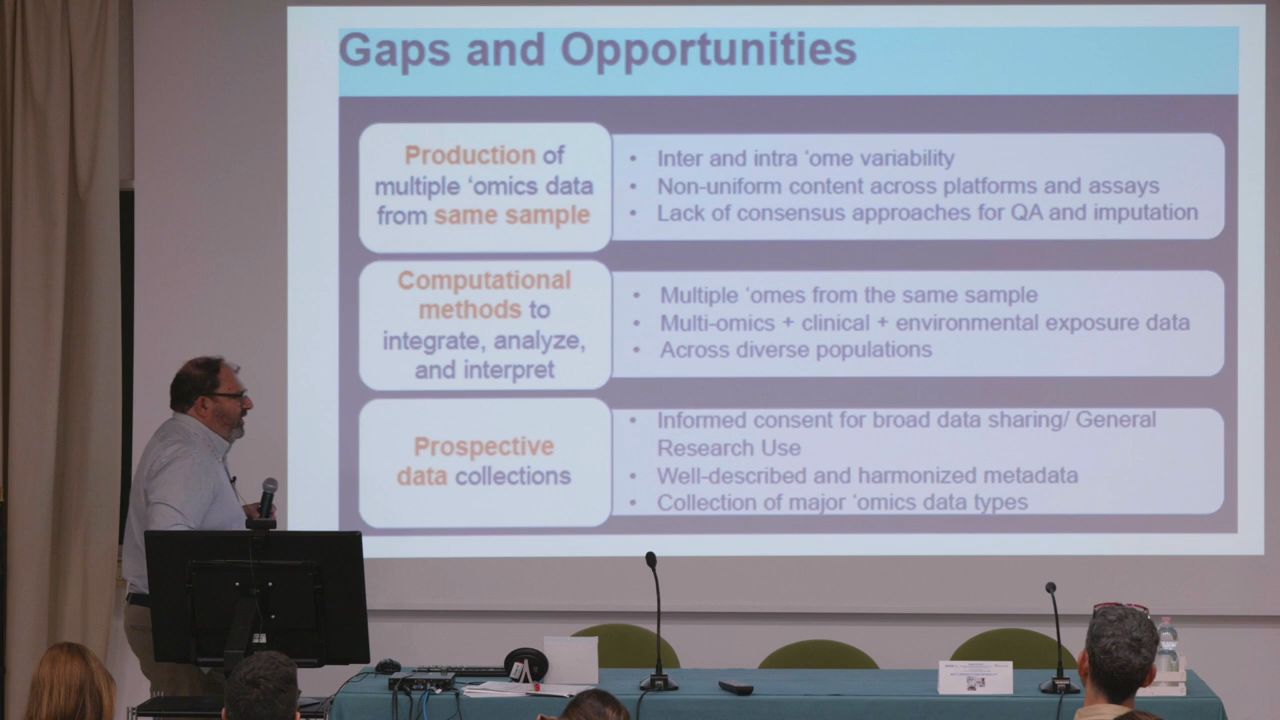 Gaps and Opportunities
Production of
multiple ‘omics data
from same sample
• Inter and intra ‘ome variability
• Non-uniform content across platforms and assays
• Lack of consensus approaches for QA and imputation
Computational
methods to
integrate, analyze,
and interpret
• Multiple ‘omes from the same sample
• Multi-omics + clinical + environmental exposure data
• Across diverse populations
Prospective
data collections
• Informed consent for broad data sharing/ General
Research Use
• Well-described and harmonized metadata
• Collection of major ‘omics data types